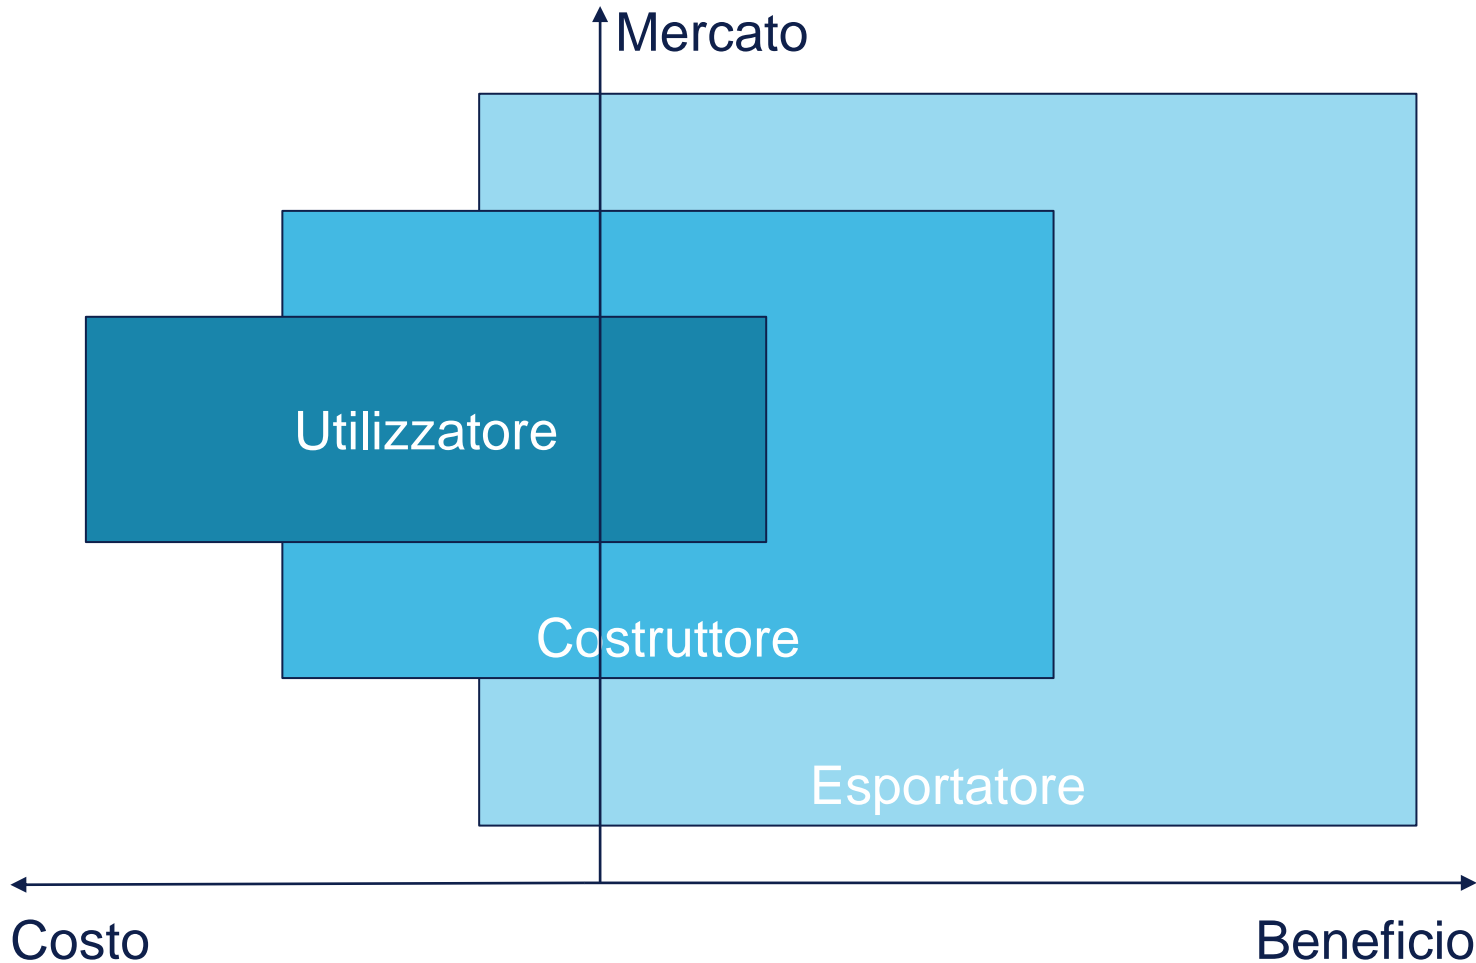 Mercato
Utilizzatore
Costruttore
Esportatore
Costo
Beneficio